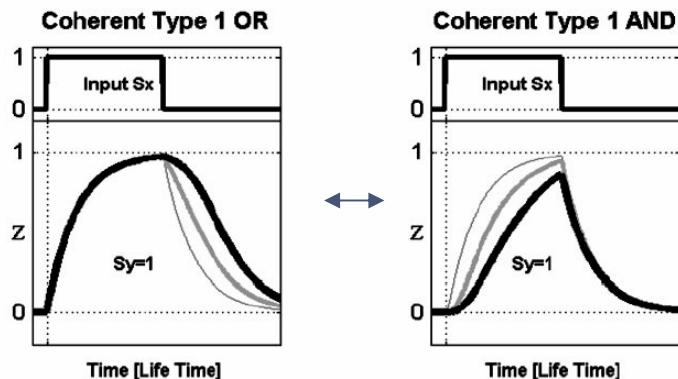 Coherent Type 1 OR
1
Input Sx
0
1
Z
Sy=1
0
Time [Life Time]
Coherent Type 1 AND
1
Input Sx
0
1
Z
Sy=1
0
Time [Life Time]